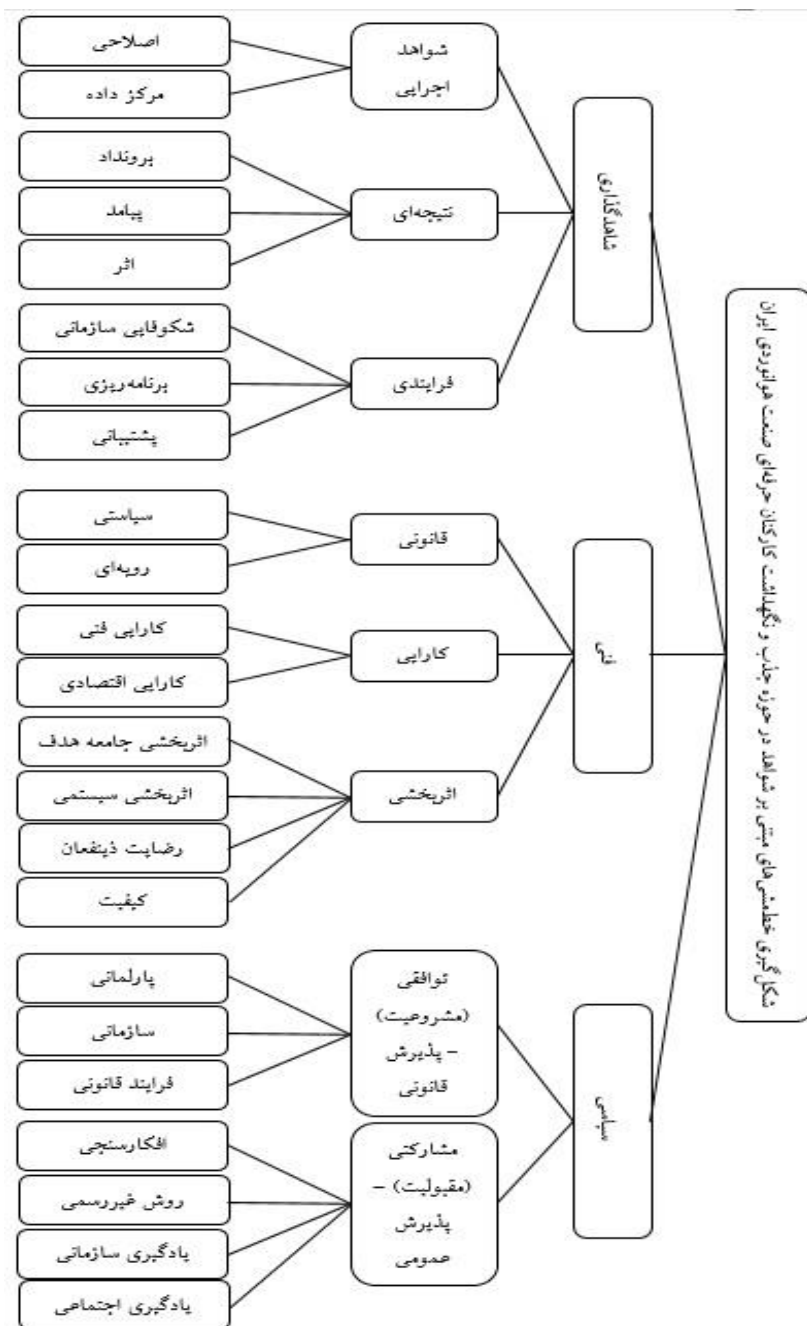 شکل‌گیری خط‌مشی‌های مبتنی بر شواهد در حوزه جذب و نگهداشت کارکنان حرفه‌ای صنعت هوانوردی ایران
شاهدگذاری
شواهد
اجرایی
اصلاحی
مرکز داده
نتیجه‌ای
برونداد
پیامد
اثر
فرایندی
شکوفایی سازمانی
برنامه‌ریزی
پشتیبانی
فنی
قانونی
سیاستی
رویه‌ای
کارایی
کارایی فنی
کارایی اقتصادی
اثربخشی
اثربخشی جامعه هدف
اثربخشی سیستمی
رضایت ذینفعان
کیفیت
سیاسی
توافقی
(مشروعیت)
– پذیرش
قانونی
پارلمانی
سازمانی
فرایند قانونی
مشارکتی
(مقبولیت) –
پذیرش
عمومی
افکارسنجی
روش غیررسمی
یادگیری سازمانی
یادگیری اجتماعی